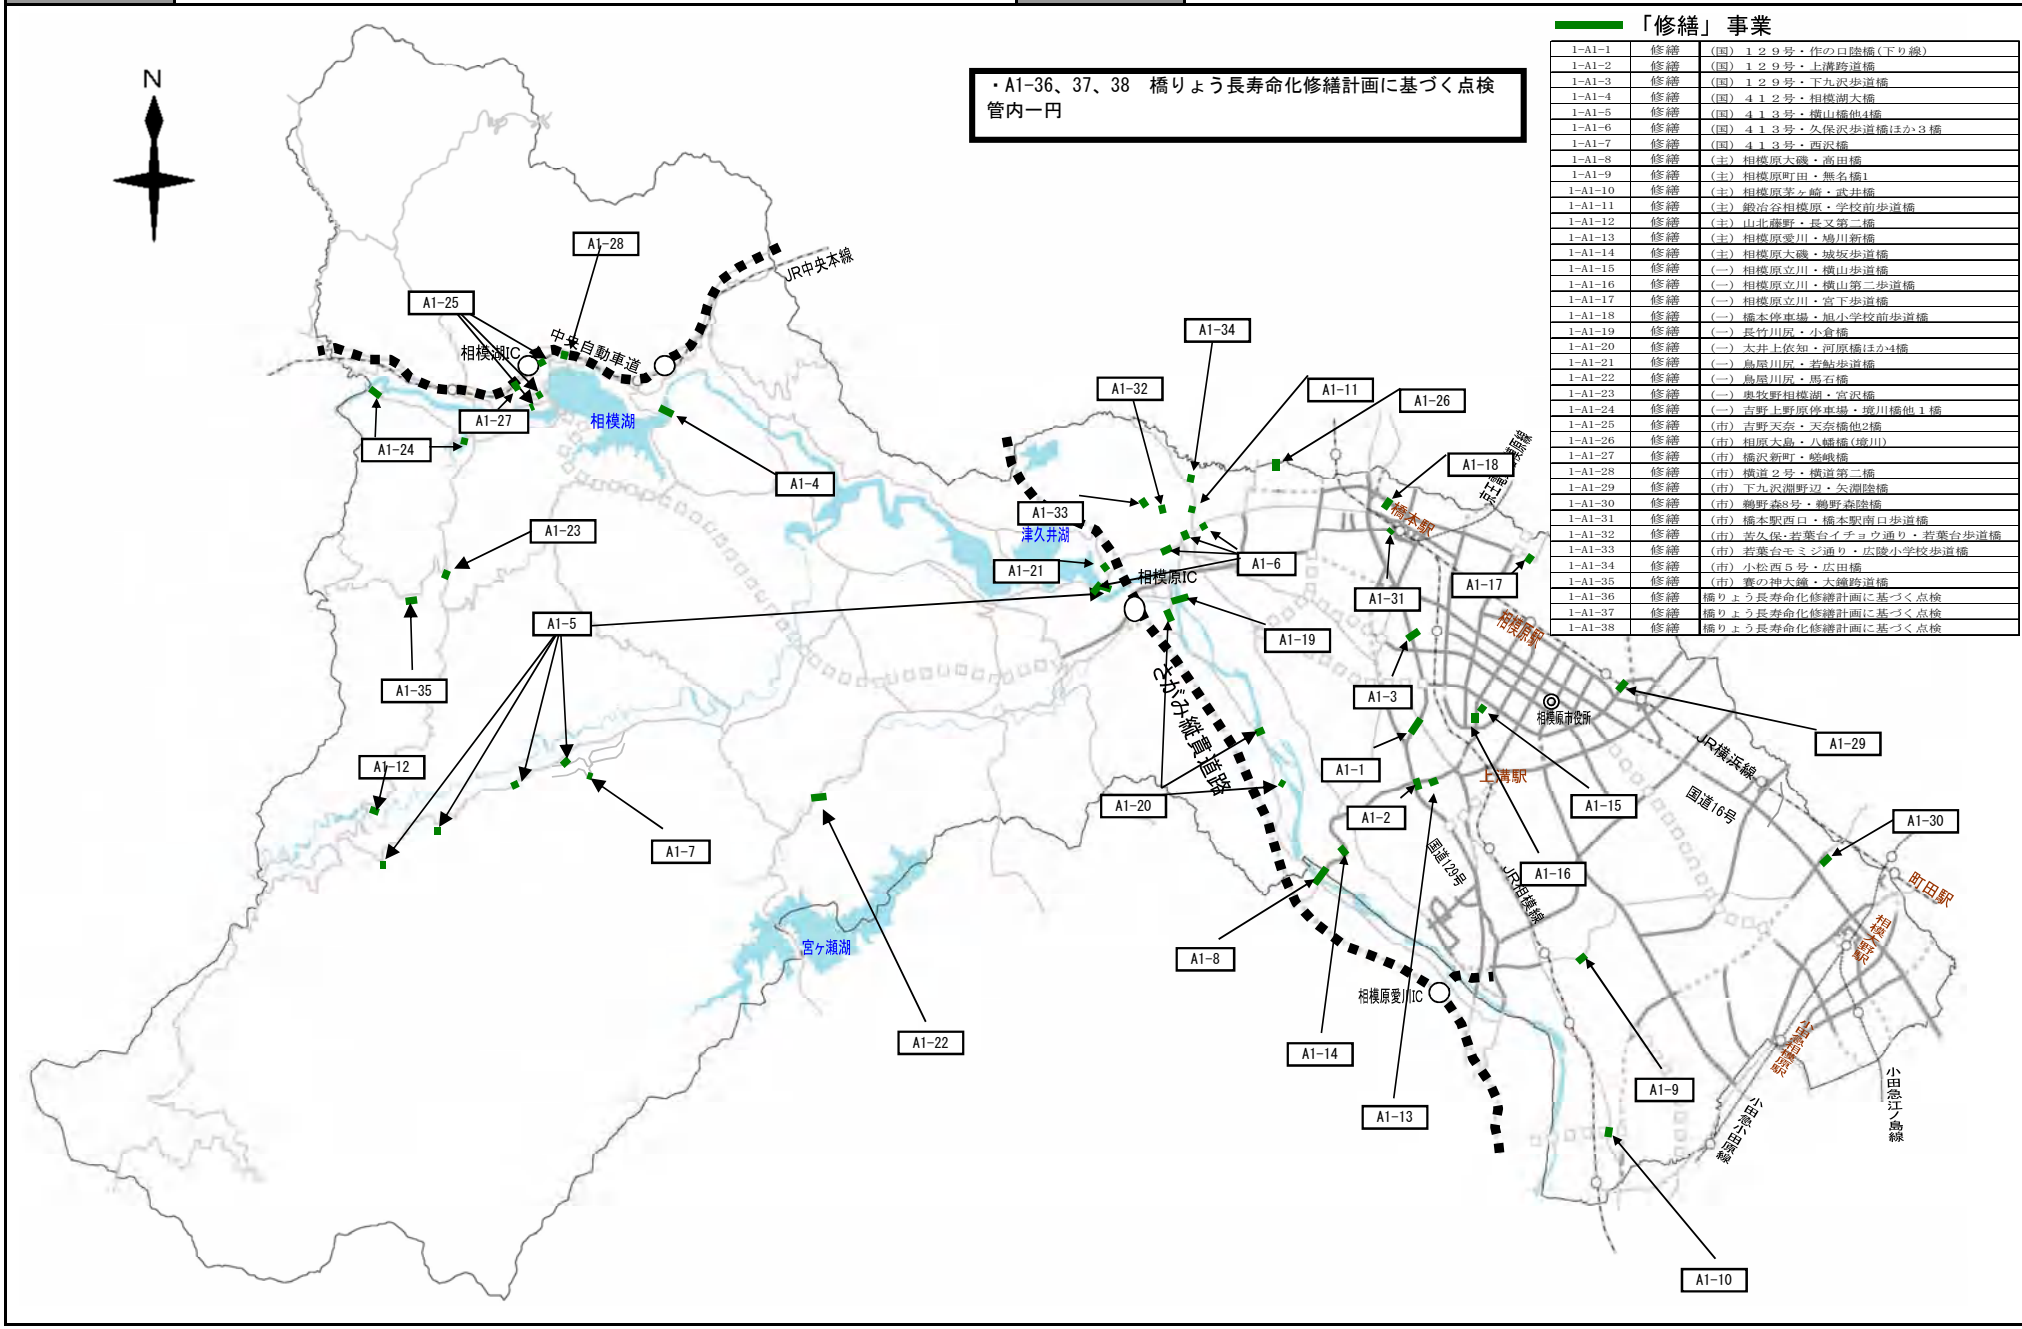 「修繕」事業
1-A1-1 修繕 (国)１２９号・作の口陸橋(下り線)
1-A1-2 修繕 (国)１２９号・上溝跨道橋
1-A1-3 修繕 (国)１２９号・下九沢歩道橋
1-A1-4 修繕 (国)４１２号・相模湖大橋
1-A1-5 修繕 (国)４１３号・横山橋他4橋
1-A1-6 修繕 (国)４１３号・久保沢歩道橋ほか３橋
1-A1-7 修繕 (国)４１３号・西沢橋
1-A1-8 修繕 (主)相模原大磯・高田橋
1-A1-9 修繕 (主)相模原町田・無名橋1
1-A1-10 修繕 (主)相模原茅ヶ崎・武井橋
1-A1-11 修繕 (主)鍛冶谷相模原・学校前歩道橋
1-A1-12 修繕 (主)山北藤野・長又第二橋
1-A1-13 修繕 (主)相模原愛川・鳩川新橋
1-A1-14 修繕 (主)相模原大磯・城坂歩道橋
1-A1-15 修繕 (一)相模原立川・横山歩道橋
1-A1-16 修繕 (一)相模原立川・横山第二歩道橋
1-A1-17 修繕 (一)相模原立川・宮下歩道橋
1-A1-18 修繕 (一)橋本停車場・旭小学校前歩道橋
1-A1-19 修繕 (一)長竹川尻・小倉橋
1-A1-20 修繕 (一)太井上依知・河原橋ほか4橋
1-A1-21 修繕 (一)鳥屋川尻・若鮎歩道橋
1-A1-22 修繕 (一)鳥屋川尻・馬石橋
1-A1-23 修繕 (一)奥牧野相模湖・宮沢橋
1-A1-24 修繕 (一)吉野上野原停車場・境川橋他１橋
1-A1-25 修繕 (市)吉野天奈・天奈橋他2橋
1-A1-26 修繕 (市)相原大島・八幡橋(境川)
1-A1-27 修繕 (市)橋沢新町・嵯峨橋
1-A1-28 修繕 (市)横道２号・横道第二橋
1-A1-29 修繕 (市)下九沢淵野辺・矢淵陸橋
1-A1-30 修繕 (市)鵜野森8号・鵜野森陸橋
1-A1-31 修繕 (市)橋本駅西口・橋本駅南口歩道橋
1-A1-32 修繕 (市)苦久保・若葉台イチョウ通り・若葉台歩道橋
1-A1-33 修繕 (市)若葉台モミジ通り・広陵小学校歩道橋
1-A1-34 修繕 (市)小松西５号・広田橋
1-A1-35 修繕 (市)賽の神大鐘・大鐘跨道橋
1-A1-36 修繕 橋りょう長寿命化修繕計画に基づく点検
1-A1-37 修繕 橋りょう長寿命化修繕計画に基づく点検
1-A1-38 修繕 橋りょう長寿命化修繕計画に基づく点検
・A1-36、37、38　橋りょう長寿命化修繕計画に基づく点検
管内一円
N
A1-28
JR中央本線
A1-25
中央自動車道
相模湖IC
A1-34
A1-32
A1-11
A1-26
相模湖
A1-27
A1-24
A1-4
A1-18
A1-33
橋本駅
津久井湖
A1-23
A1-21
相模原IC
A1-6
A1-17
A1-31
A1-5
A1-19
相模原駅
A1-35
A1-3
さがみ縦貫道路
相模原市役所
A1-29
JR横浜線
A1-12
A1-1
上溝駅
A1-20
A1-15
国道16号
A1-2
A1-30
A1-7
国道129号
A1-16
JR相模線
町田駅
相模大野駅
宮ヶ瀬湖
A1-8
相模原愛川IC
A1-22
A1-14
小田急相模原駅
A1-9
小田急江ノ島線
A1-13
小田急小田原線
A1-10